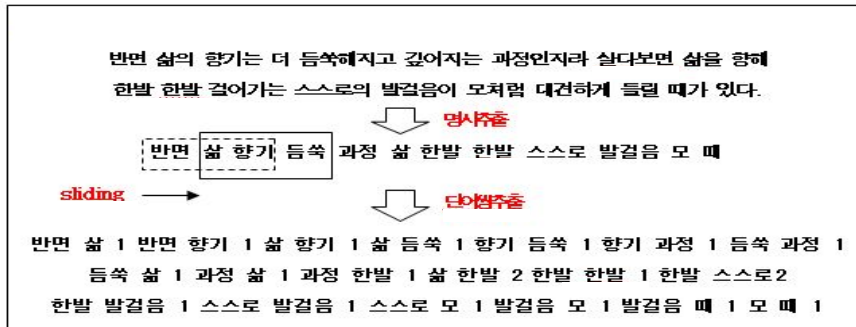 반면 삶의 향기는 더 듬쑥해지고 깊어지는 과정인지라 살다보면 삶을 향해
한발 한발 걸어가는 스스로의 발걸음이 모처럼 대견하게 들릴 때가 있다.
명사추출
반면 삶 향기 듬쑥 과정 삶 한발 한발 스스로 발걸음 모 때
sliding
단어쌍추출
반면 삶 1 반면 향기 1 삶 향기 1 삶 듬쑥 1 향기 듬쑥 1 향기 과정 1 듬쑥 과정 1
듬쑥 삶 1 과정 삶 1 과정 한발 1 삶 한발 2 한발 한발 1 한발 스스로2
한발 발걸음 1 스스로 발걸음 1 스스로 모 1 발걸음 모 1 발걸음 때 1 모 때 1